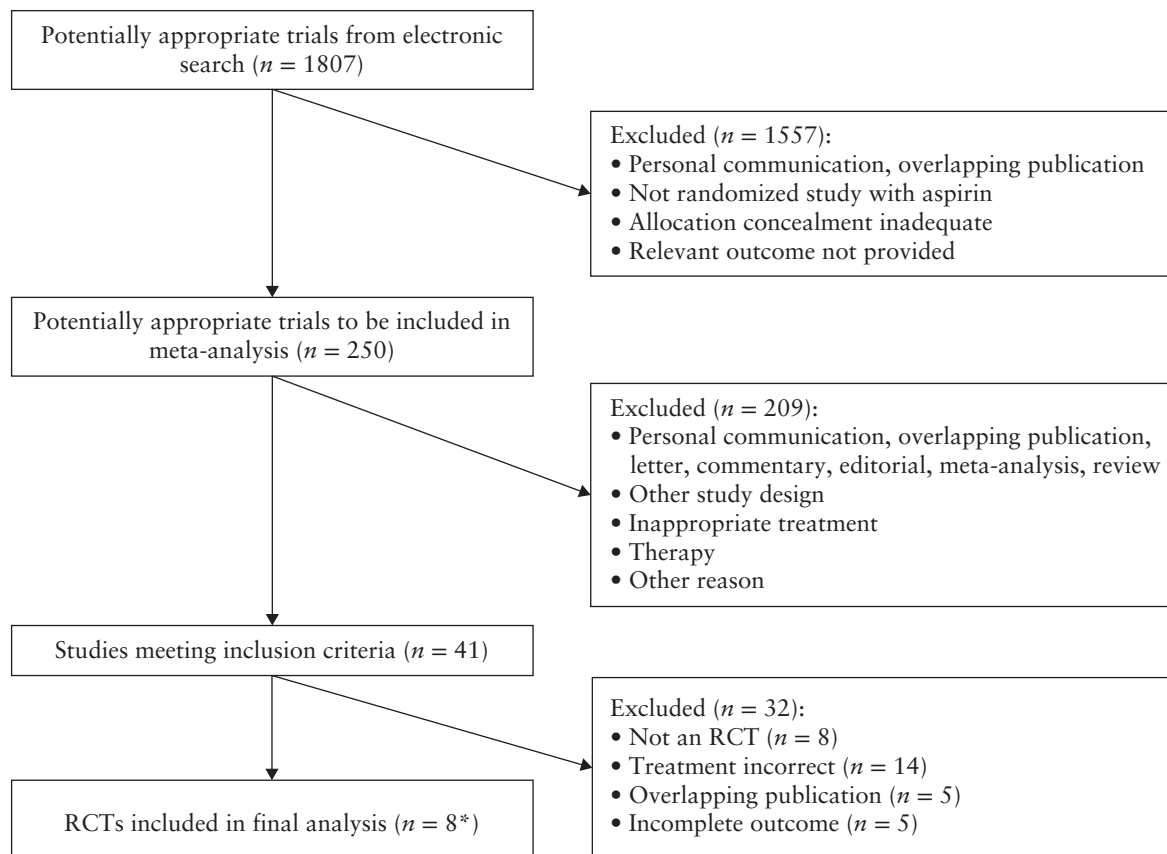 Potentially appropriate trials from electronic
search (n = 1807)
Excluded (n = 1557):
• Personal communication, overlapping publication
• Not randomized study with aspirin
• Allocation concealment inadequate
• Relevant outcome not provided
Potentially appropriate trials to be included in
meta-analysis (n = 250)
Excluded (n = 209):
• Personal communication, overlapping publication,
letter, commentary, editorial, meta-analysis, review
• Other study design
• Inappropriate treatment
• Therapy
• Other reason
Studies meeting inclusion criteria (n = 41)
Excluded (n = 32):
• Not an RCT (n = 8)
• Treatment incorrect (n = 14)
• Overlapping publication (n = 5)
• Incomplete outcome (n = 5)
RCTs included in final analysis (n = 8*)